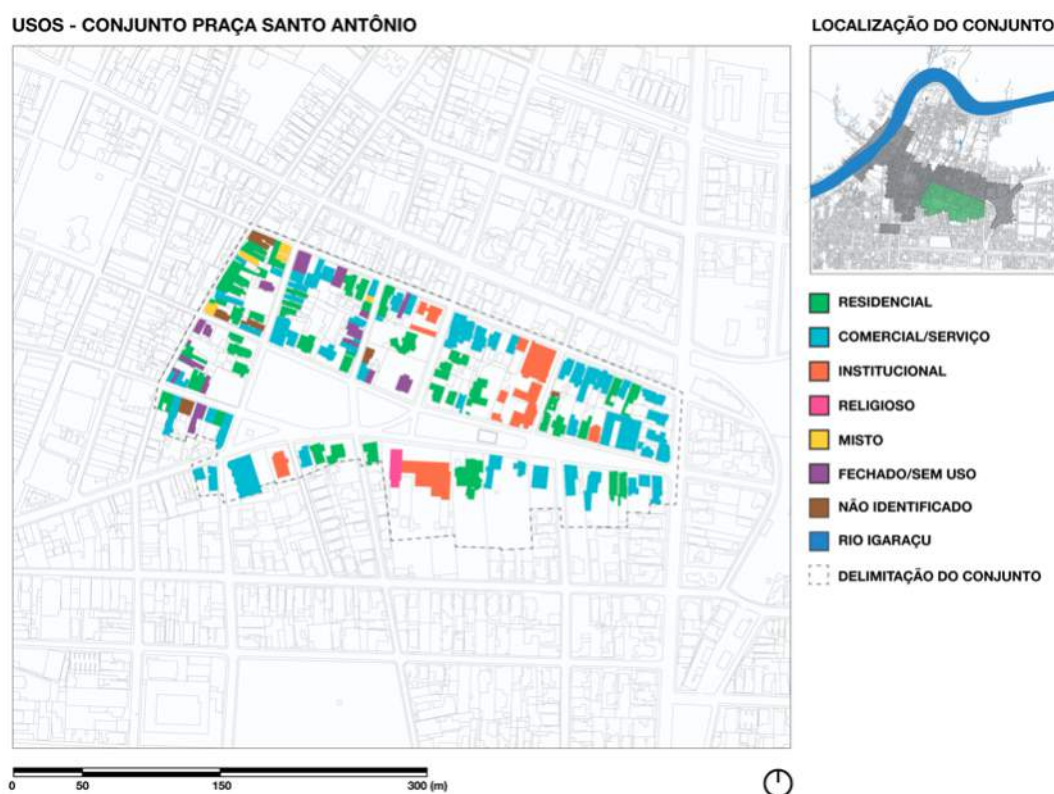 USOS - CONJUNTO PRAÇA SANTO ANTÔNIO
LOCALIZAÇÃO DO CONJUNTO
RESIDENCIAL
COMERCIAL/SERVIÇO
INSTITUCIONAL
RELIGIOSO
MISTO
FECHADO/SEM USO
NÃO IDENTIFICADO
RIO IGARAÇU
DELIMITAÇÃO DO CONJUNTO
0 50 150 300 (m)